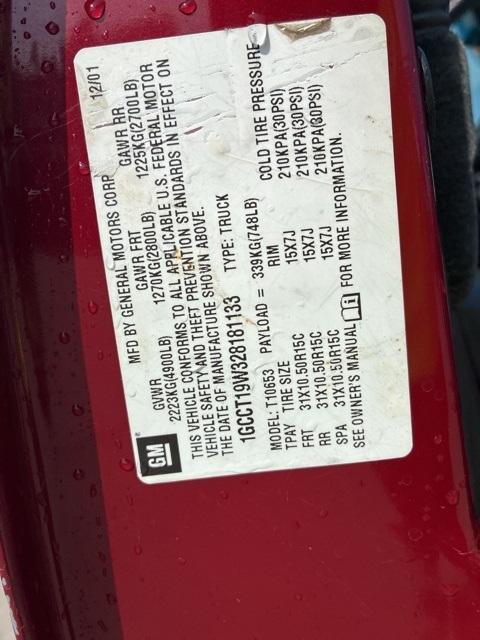 GM
MFD BY GENERAL MOTORS CORP 12/01
GVWR GAWR FRT GAWR RR
2223KG(4900LB) 1270KG(2800LB) 1225KG(2700LB)
THIS VEHICLE CONFORMS TO ALL APPLICABLE U.S. FEDERAL MOTOR
VEHICLE SAFETY AND THEFT PREVENTION STANDARDS IN EFFECT ON
THE DATE OF MANUFACTURE SHOWN ABOVE.
1GCCT19W328181133 TYPE: TRUCK
MODEL: T10653 PAYLOAD = 339KG(748LB)
TPAY TIRE SIZE RIM COLD TIRE PRESSURE
FRT 31X10.50R15C 15X7J 210KPA(30PSI)
RR 31X10.50R15C 15X7J 210KPA(30PSI)
SPA 31X10.50R15C 15X7J 210KPA(30PSI)
SEE OWNER'S MANUAL FOR MORE INFORMATION.